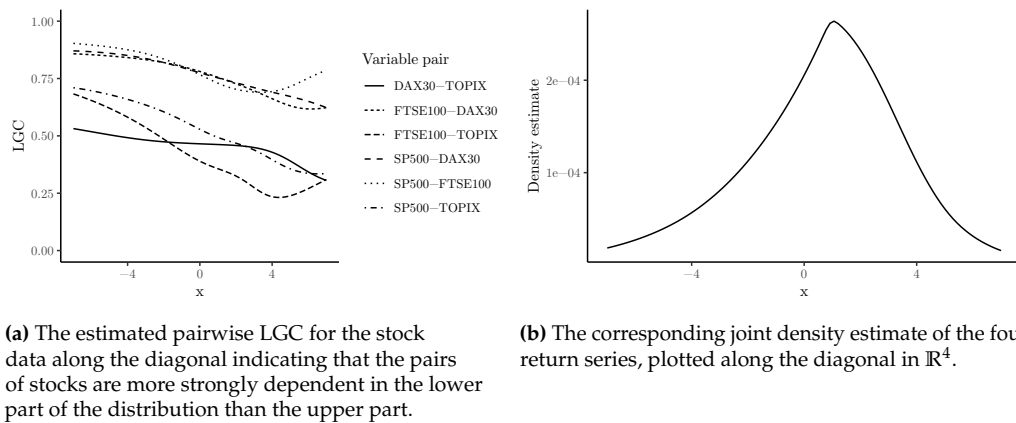 1.00
0.75
0.50
0.25
0.00
LGC
−4
0
4
x
Variable pair
DAX30−TOPIX
FTSE100−DAX30
FTSE100−TOPIX
SP500−DAX30
SP500−FTSE100
SP500−TOPIX
2e−04
1e−04
Density estimate
−4
0
4
x
(a) The estimated pairwise LGC for the stock
data along the diagonal indicating that the pairs
of stocks are more strongly dependent in the lower
part of the distribution than the upper part.
(b) The corresponding joint density estimate of the fou
return series, plotted along the diagonal in ℝ⁴.